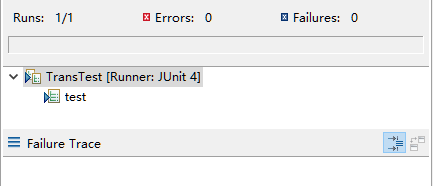 Runs: 1/1 Errors: 0 Failures: 0
TransTest [Runner: JUnit 4]
test
Failure Trace